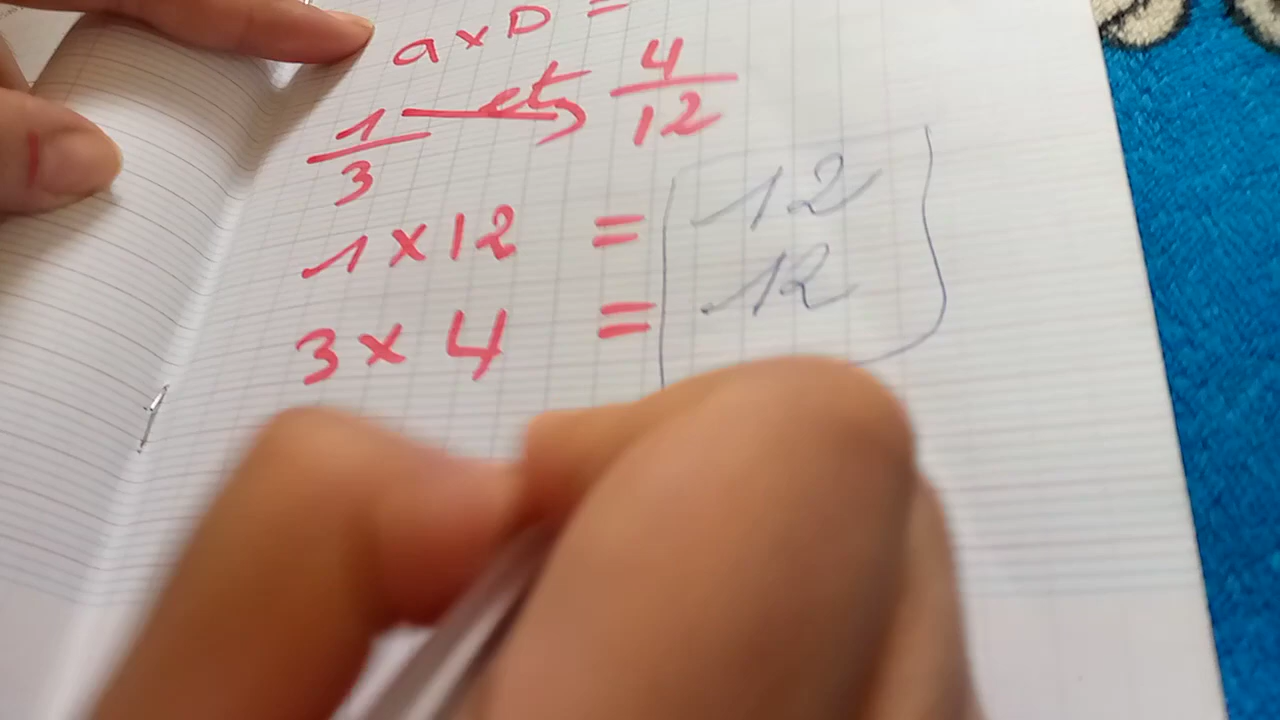 a x D =
1/3 et 4/12
1 x 12 = 12
3 x 4 = 12